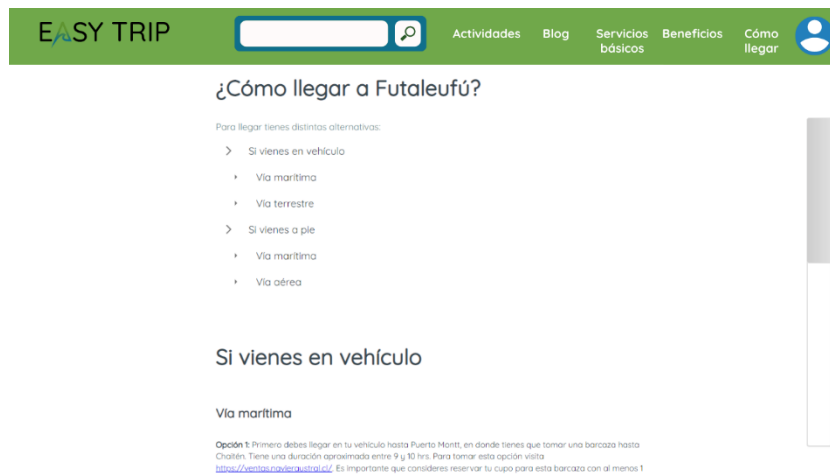 EASY TRIP
Actividades
Blog
Servicios básicos
Beneficios
Cómo llegar
¿Cómo llegar a Futaleufú?
Para llegar tienes distintas alternativas:
Si vienes en vehículo
Vía marítima
Vía terrestre
Si vienes a pie
Vía marítima
Vía aérea
Si vienes en vehículo
Vía marítima
Opción 1: Primero debes llegar en tu vehículo hasta Puerto Montt, en donde tienes que tomar una barcaza hasta
Chaitén. Tiene una duración aproximada entre 9 y 10 hrs. Para tomar esta opción visita
https://ventas.navieraustral.cl/. Es importante que consideres reservar tu cupo para esta barcaza con al menos 1